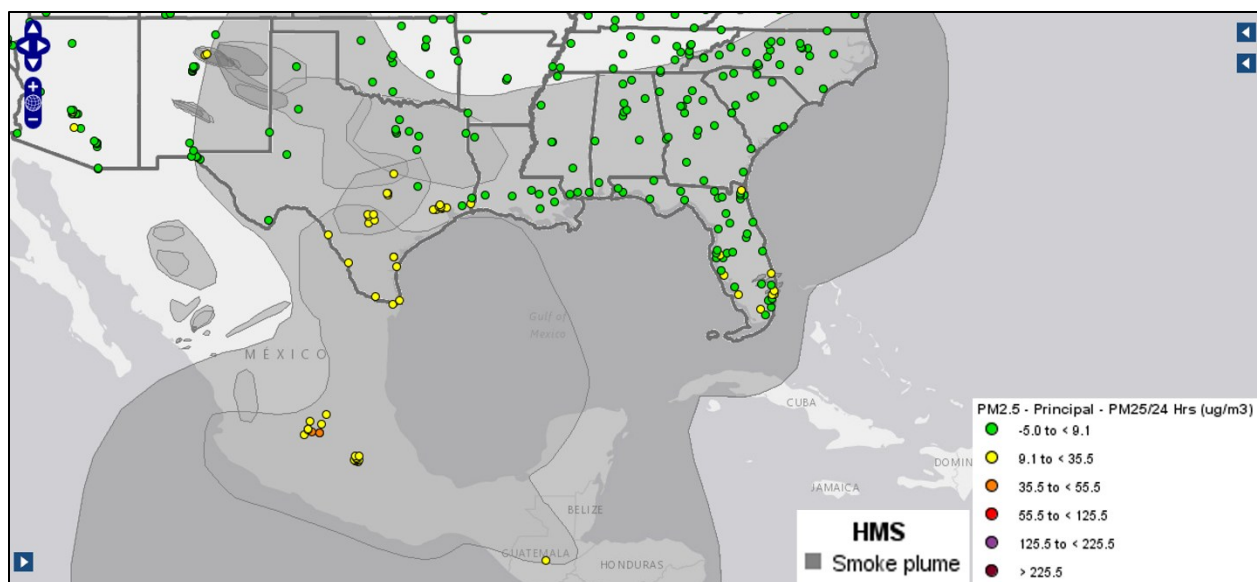 Gulf of
Mexico
MÉXICO
CUBA
JAMAICA
DOMIN
BELIZE
GUATEMALA
HONDURAS
PM2.5 - Principal - PM25/24 Hrs (ug/m3)
-5.0 to < 9.1
9.1 to < 35.5
35.5 to < 55.5
55.5 to < 125.5
125.5 to < 225.5
> 225.5
HMS
Smoke plume